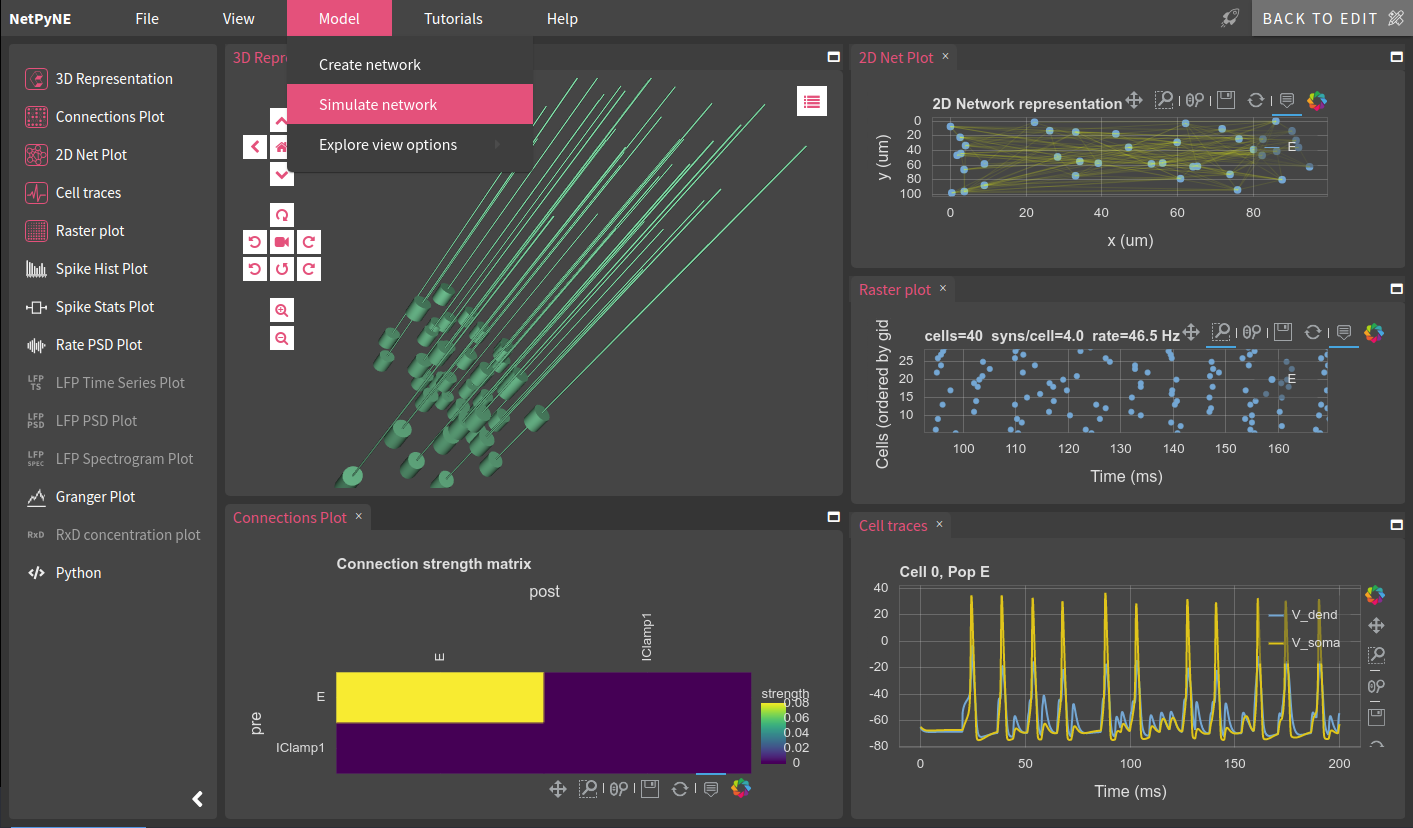 NetPyNE File View Model Tutorials Help BACK TO EDIT
Create network
Simulate network
Explore view options
3D Representation
Connections Plot
2D Net Plot
Cell traces
Raster plot
Spike Hist Plot
Spike Stats Plot
Rate PSD Plot
LFP TS LFP Time Series Plot
LFP PSD LFP PSD Plot
LFP SPEC LFP Spectrogram Plot
Granger Plot
RxD RxD concentration plot
Python
3D Repre
Connections Plot ×
Connection strength matrix
post
E
IClamp1
pre
E
IClamp1
strength
0.08
0.06
0.04
0.02
0
2D Net Plot ×
2D Network representation
y (um)
0
20
40
60
80
100
E
0 20 40 60 80
x (um)
Raster plot ×
cells=40 syns/cell=4.0 rate=46.5 Hz
Cells (ordered by gid
25
20
15
10
E
100 110 120 130 140 150 160
Time (ms)
Cell traces ×
Cell 0, Pop E
40
20
0
-20
-40
-60
-80
V_dend
V_soma
0 50 100 150 200
Time (ms)